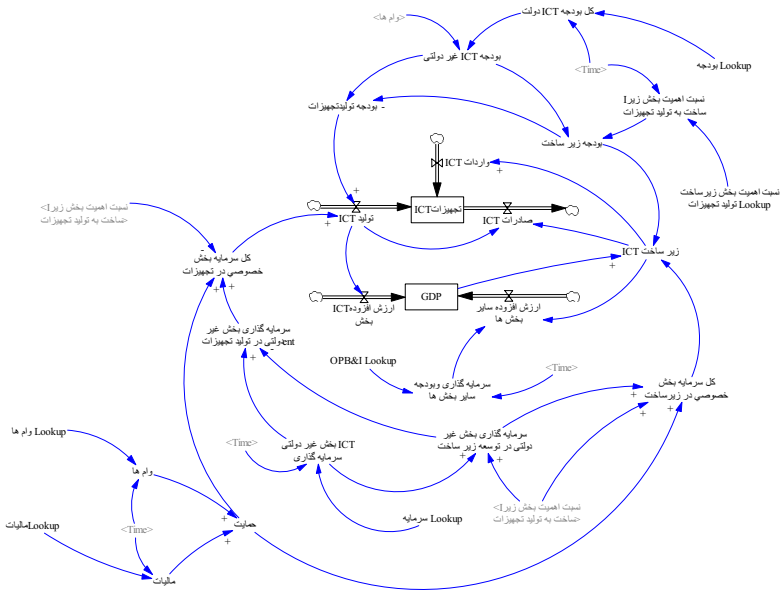 <وام ها>
کل بودجه ICT دولت
بودجه ICT غیر دولتی
<Time>
بودجه Lookup
بودجه تولیدتجهیزات
-
نسبت اهمیت بخش زیرا
ساخت به تولید تجهیزات
بودجه زیر ساخت
واردات ICT
+
نسبت اهمیت بخش زیرساخت
تولید تجهیزات Lookup
<نسبت اهمیت بخش زیرا
ساخت به تولید تجهیزات>
+
تجهیزاتICT
تولید ICT
+
صادرات ICT
زیر ساخت ICT
+
-
کل سرمایه بخش
خصوصي در تجهیزات
+
+
GDP
ارزش افزودهICT
بخش
ارزش افزوده سایر
بخش ها
سرمایه گذاری بخش غیر
دولتی در تولید تجهیزاتent
+
-
OPB&I Lookup
<Time>
سرمایه گذاری وبودجه
سایر بخش ها
کل سرمایه بخش
خصوصي در زیرساخت
+
+
+
وام ها Lookup
<Time>
ICT بخش غیر دولتی
سرمایه گذاری
+
سرمایه گذاری بخش غیر
دولتی در توسعه زیر ساخت
+
+
وام ها
<نسبت اهمیت بخش زیرا
ساخت به تولید تجهیزات>
مالیاتLookup
<Time>
+
حمایت
+
سرمایه Lookup
مالیات